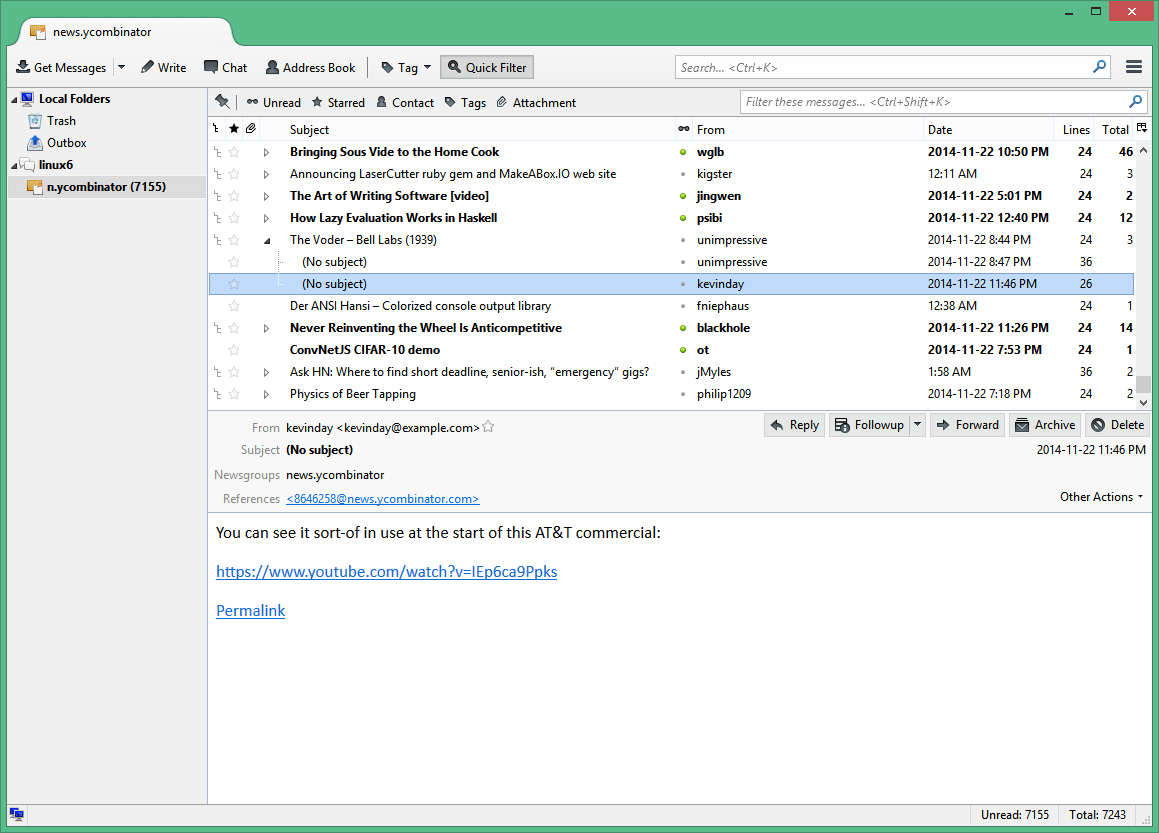 news.ycombinator
Get Messages Write Chat Address Book Tag Quick Filter Search... <Ctrl+K>
Local Folders
Trash
Outbox
linux6
n.ycombinator (7155)
Unread Starred Contact Tags Attachment Filter these messages... <Ctrl+Shift+K>
Subject From Date Lines Total
Bringing Sous Vide to the Home Cook wglb 2014-11-22 10:50 PM 24 46
Announcing LaserCutter ruby gem and MakeABox.IO web site kigster 12:11 AM 24 3
The Art of Writing Software [video] jingwen 2014-11-22 5:01 PM 24 2
How Lazy Evaluation Works in Haskell psibi 2014-11-22 12:40 PM 24 12
The Voder – Bell Labs (1939) unimpressive 2014-11-22 8:44 PM 24 3
(No subject) unimpressive 2014-11-22 8:47 PM 36
(No subject) kevinday 2014-11-22 11:46 PM 26
Der ANSI Hansi – Colorized console output library fniephaus 12:38 AM 24 1
Never Reinventing the Wheel Is Anticompetitive blackhole 2014-11-22 11:26 PM 24 14
ConvNetJS CIFAR-10 demo ot 2014-11-22 7:53 PM 24 1
Ask HN: Where to find short deadline, senior-ish, “emergency” gigs? jMyles 1:58 AM 36 2
Physics of Beer Tapping philip1209 2014-11-22 7:18 PM 24 2
From kevinday <kevinday@example.com> Reply Followup Forward Archive Delete
Subject (No subject) 2014-11-22 11:46 PM
Newsgroups news.ycombinator
References <8646258@news.ycombinator.com> Other Actions
You can see it sort-of in use at the start of this AT&T commercial:
https://www.youtube.com/watch?v=IEp6ca9Ppks
Permalink
Unread: 7155 Total: 7243